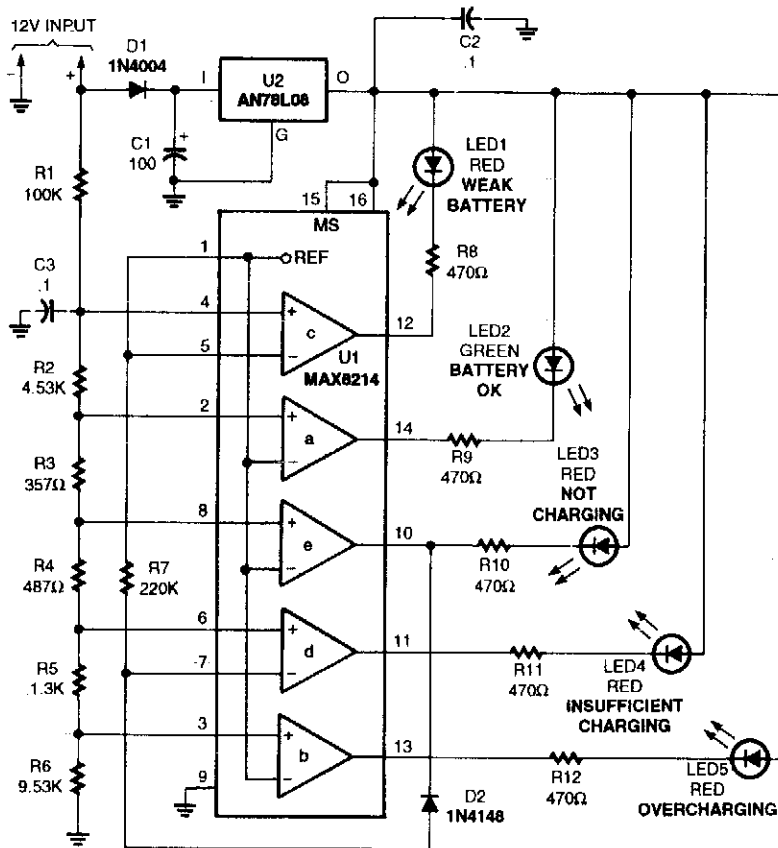 12V INPUT
-
+
D1
1N4004
I
U2
AN78L08
O
G
C1
100
+
C2
.1
R1
100K
C3
.1
R2
4.53K
R3
357Ω
R4
487Ω
R5
1.3K
R6
9.53K
R7
220K
15
16
MS
1
REF
4
+
5
-
c
12
U1
MAX8214
2
+
-
a
14
8
+
-
e
10
6
+
7
-
d
11
3
+
-
b
13
9
LED1
RED
WEAK
BATTERY
R8
470Ω
LED2
GREEN
BATTERY
OK
R9
470Ω
LED3
RED
NOT
CHARGING
R10
470Ω
R11
470Ω
LED4
RED
INSUFFICIENT
CHARGING
R12
470Ω
LED5
RED
OVERCHARGING
D2
1N4148